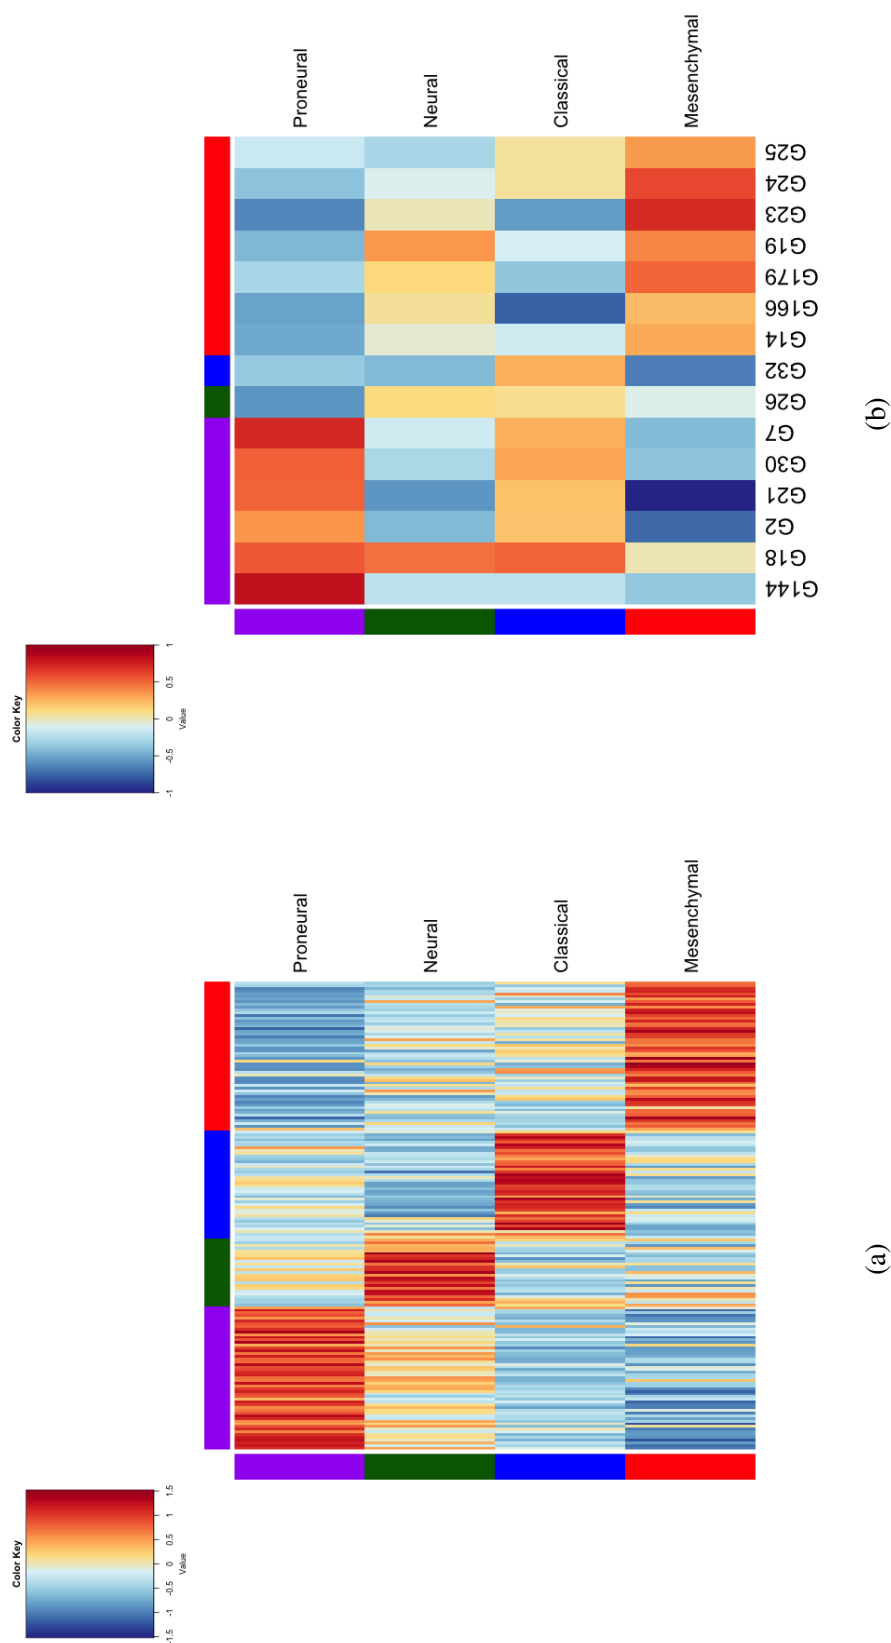 Color Key
-1
-0.5
0
0.5
1
Value
Proneural
Neural
Classical
Mesenchymal
G144
G18
G2
G21
G30
G7
G26
G32
G14
G166
G179
G19
G23
G24
G25
(b)
Color Key
-1.5
-1
-0.5
0
0.5
1
1.5
Value
Proneural
Neural
Classical
Mesenchymal
(a)